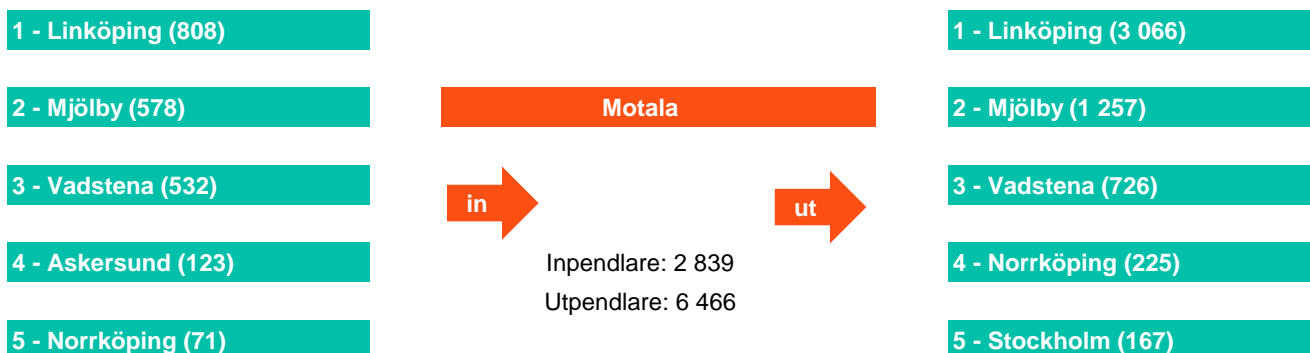 1 - Linköping (808)
2 - Mjölby (578)
3 - Vadstena (532)
4 - Askersund (123)
5 - Norrköping (71)
Motala
in
ut
Inpendlare: 2 839
Utpendlare: 6 466
1 - Linköping (3 066)
2 - Mjölby (1 257)
3 - Vadstena (726)
4 - Norrköping (225)
5 - Stockholm (167)